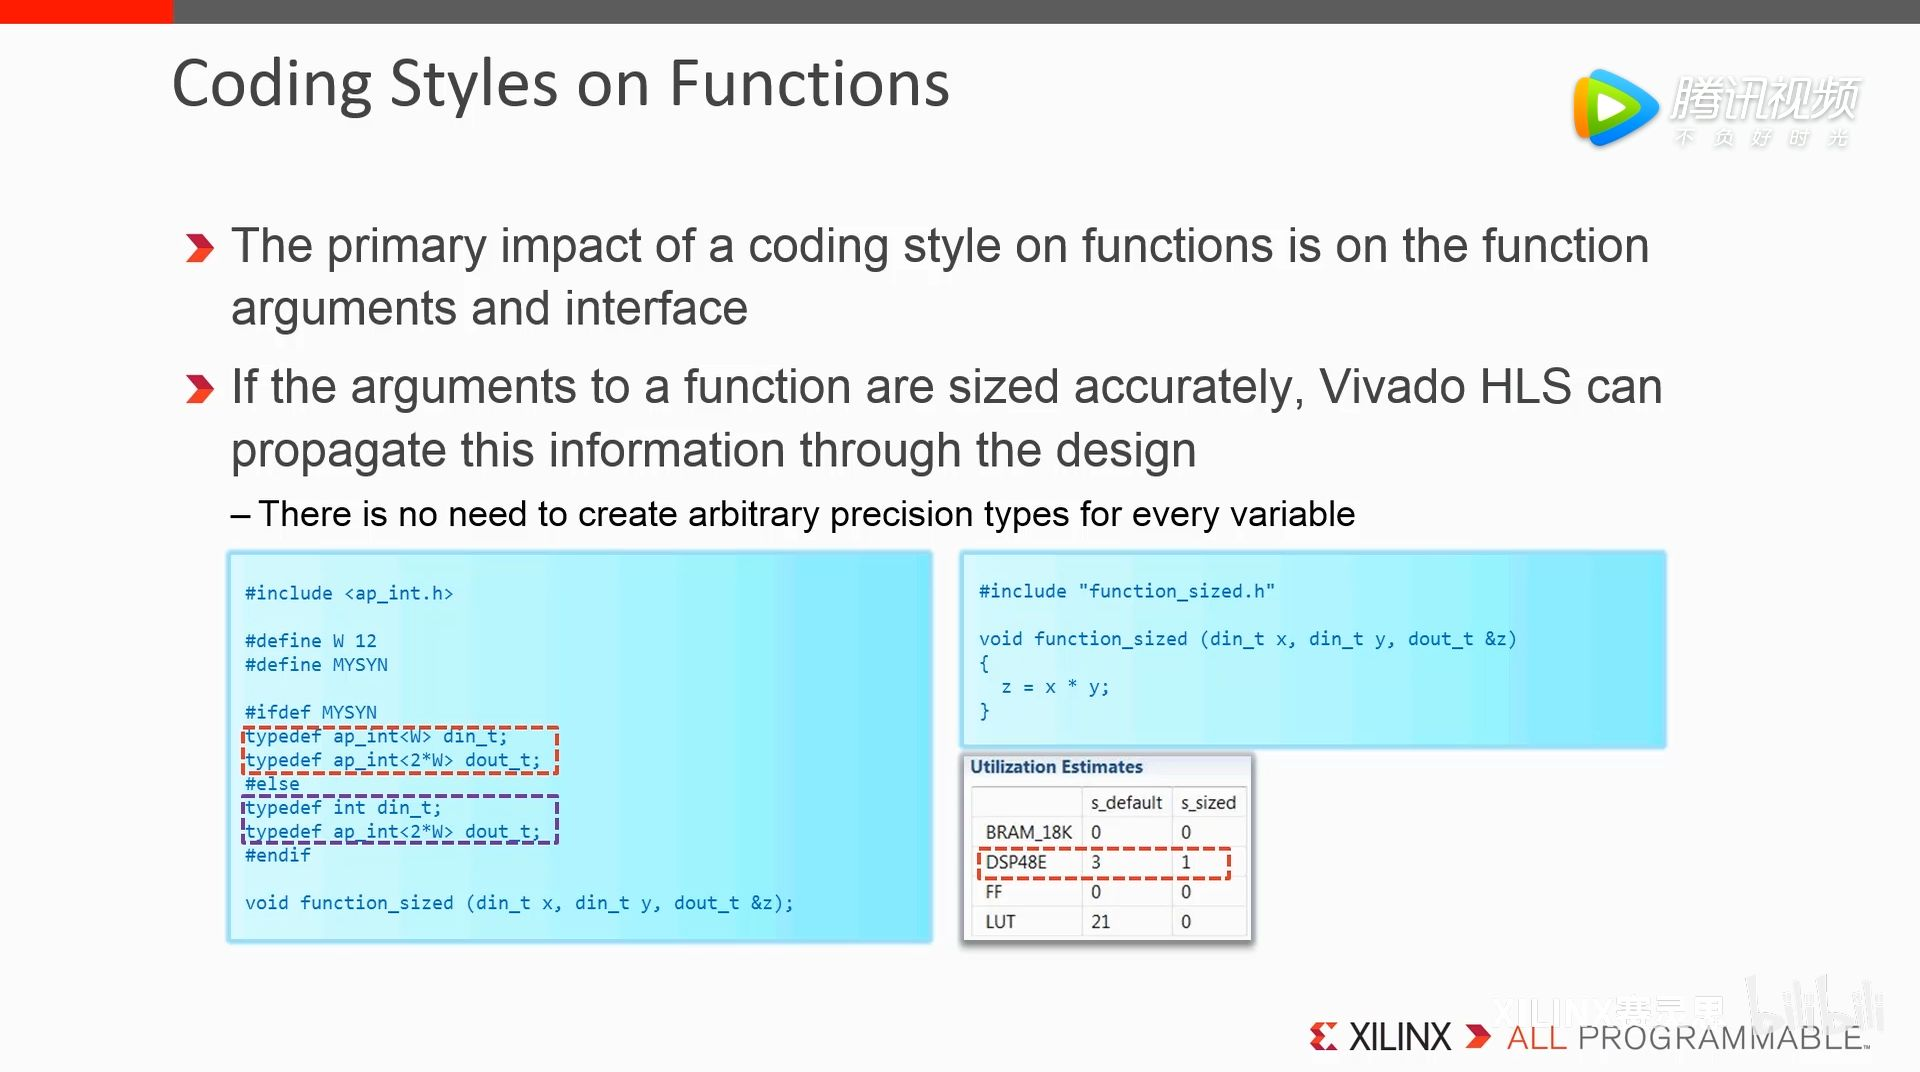 Coding Styles on Functions
腾讯视频
不负好时光
The primary impact of a coding style on functions is on the function
arguments and interface
If the arguments to a function are sized accurately, Vivado HLS can
propagate this information through the design
– There is no need to create arbitrary precision types for every variable
#include <ap_int.h>
#define W 12
#define MYSYN
#ifdef MYSYN
typedef ap_int<W> din_t;
typedef ap_int<2*W> dout_t;
#else
typedef int din_t;
typedef ap_int<2*W> dout_t;
#endif
void function_sized (din_t x, din_t y, dout_t &z);
#include "function_sized.h"
void function_sized (din_t x, din_t y, dout_t &z)
{
z = x * y;
}
Utilization Estimates
s_default s_sized
BRAM_18K 0 0
DSP48E 3 1
FF 0 0
LUT 21 0
XILINX赛灵思
bilibili
XILINX ALL PROGRAMMABLE™